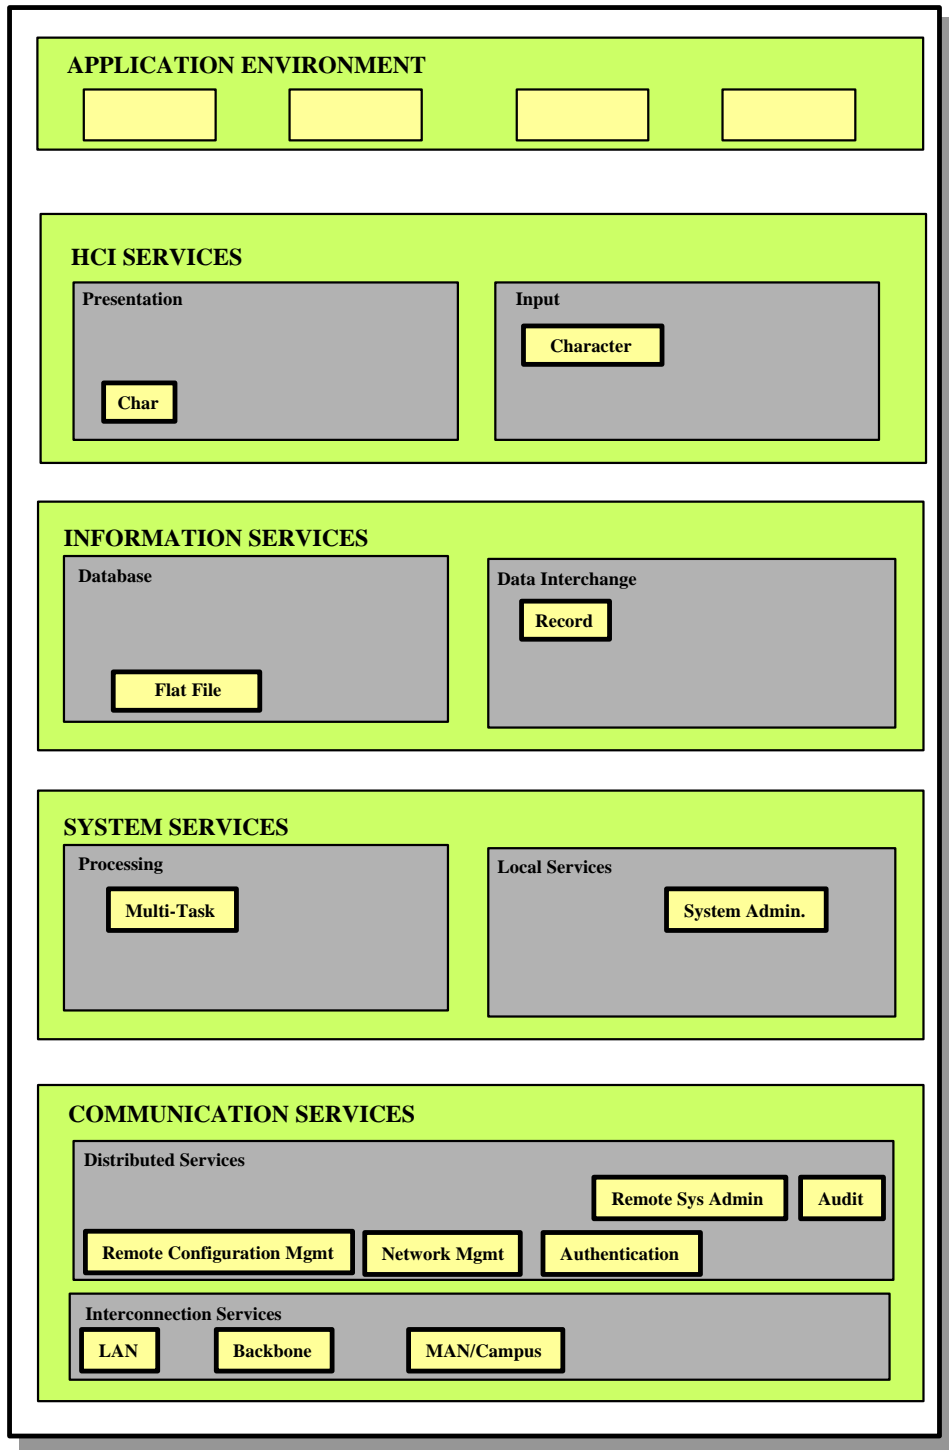 APPLICATION ENVIRONMENT
HCI SERVICES
Presentation
Char
Input
Character
INFORMATION SERVICES
Database
Flat File
Data Interchange
Record
SYSTEM SERVICES
Processing
Multi-Task
Local Services
System Admin.
COMMUNICATION SERVICES
Distributed Services
Remote Sys Admin
Audit
Remote Configuration Mgmt
Network Mgmt
Authentication
Interconnection Services
LAN
Backbone
MAN/Campus